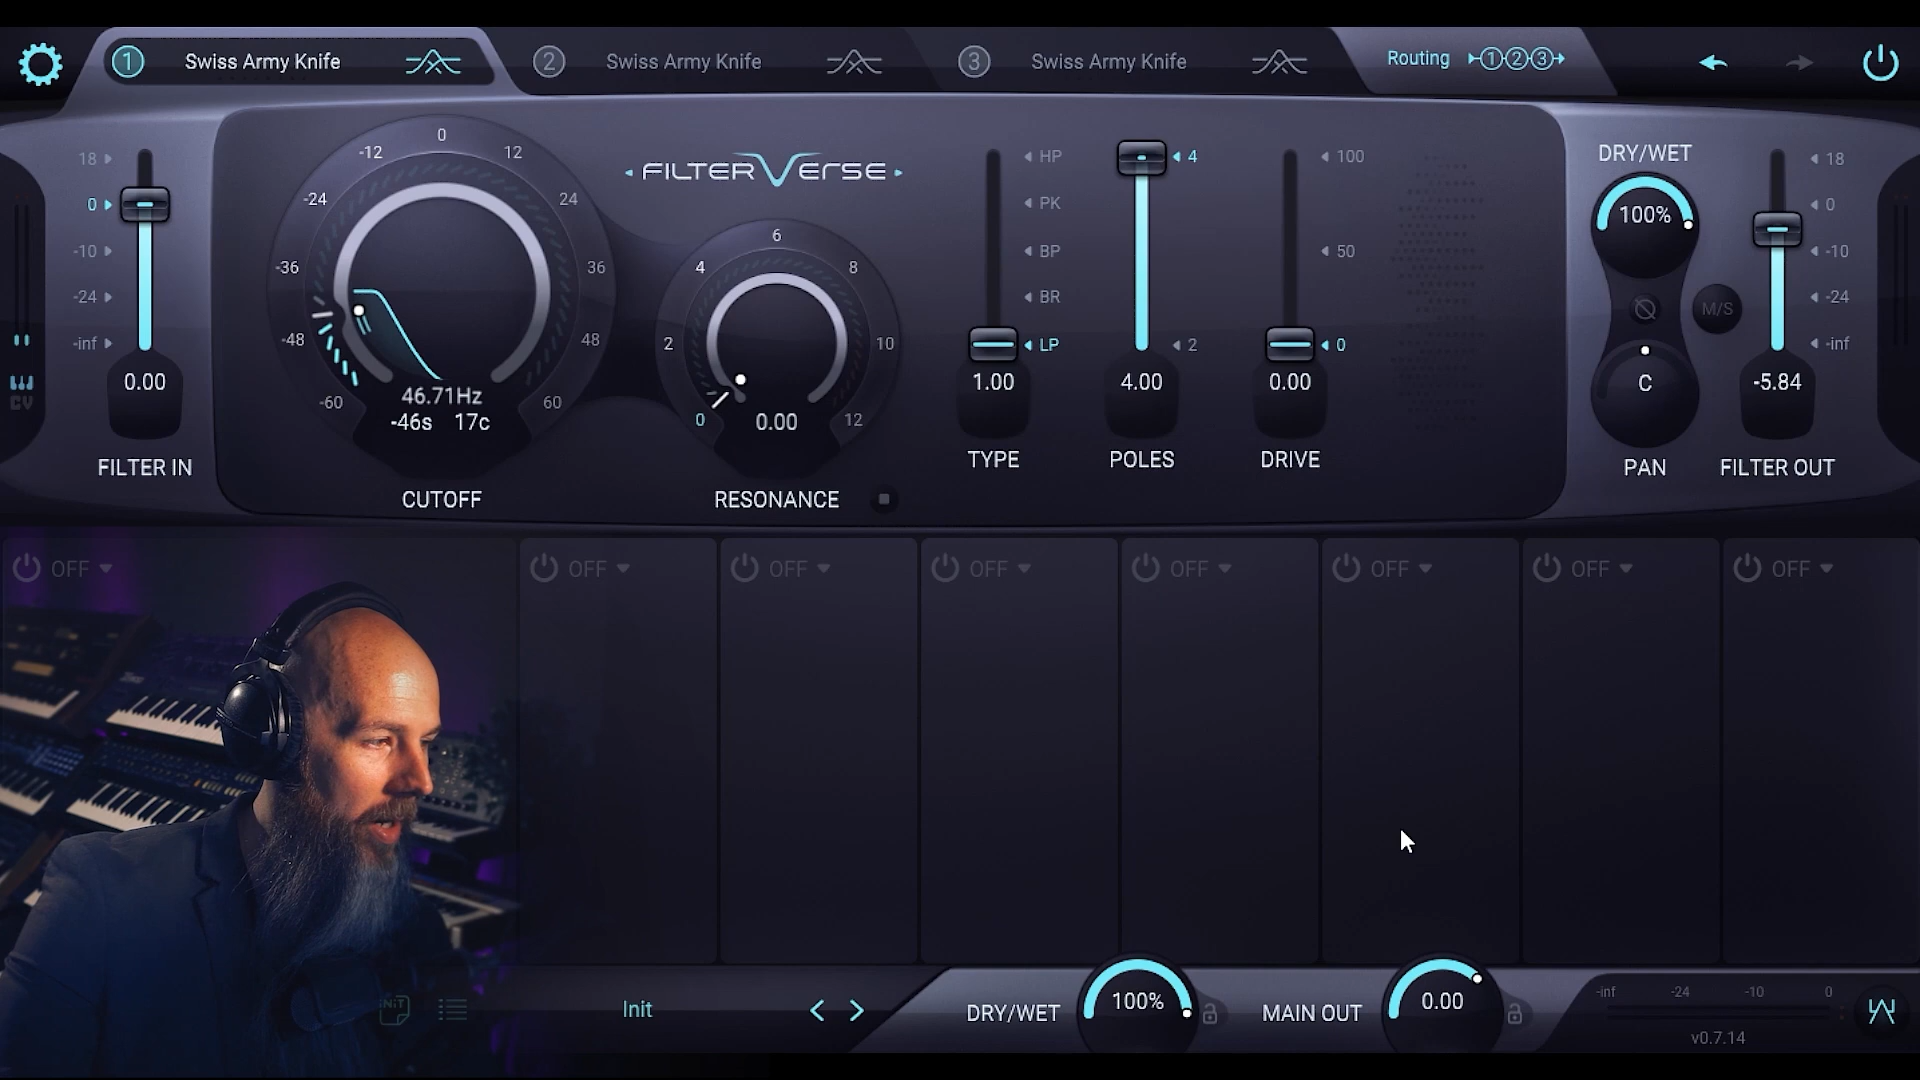 1 Swiss Army Knife
2 Swiss Army Knife
3 Swiss Army Knife
Routing 1 2 3
18
0
-10
-24
-inf
0.00
FILTER IN
CV
0
-12
12
-24
24
-36
36
-48
48
-60
60
46.71Hz
-46s 17c
CUTOFF
FILTERVERSE
6
4
8
2
10
0
12
0.00
RESONANCE
HP
PK
BP
BR
LP
1.00
TYPE
4
2
4.00
POLES
100
50
0
0.00
DRIVE
DRY/WET
100%
M/S
C
PAN
18
0
-10
-24
-inf
-5.84
FILTER OUT
OFF
OFF
OFF
OFF
OFF
OFF
OFF
OFF
INIT
Init
DRY/WET
100%
MAIN OUT
0.00
-inf -24 -10 0
v0.7.14